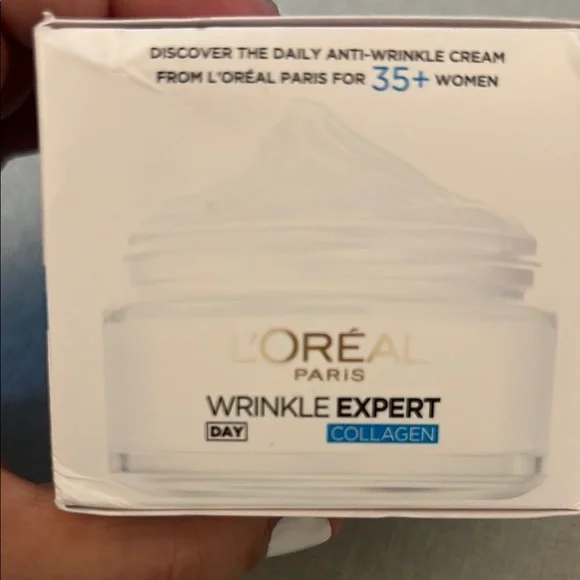 DISCOVER THE DAILY ANTI-WRINKLE CREAM
FROM L'ORÉAL PARIS FOR 35+ WOMEN
L'ORÉAL
PARIS
WRINKLE EXPERT
DAY COLLAGEN